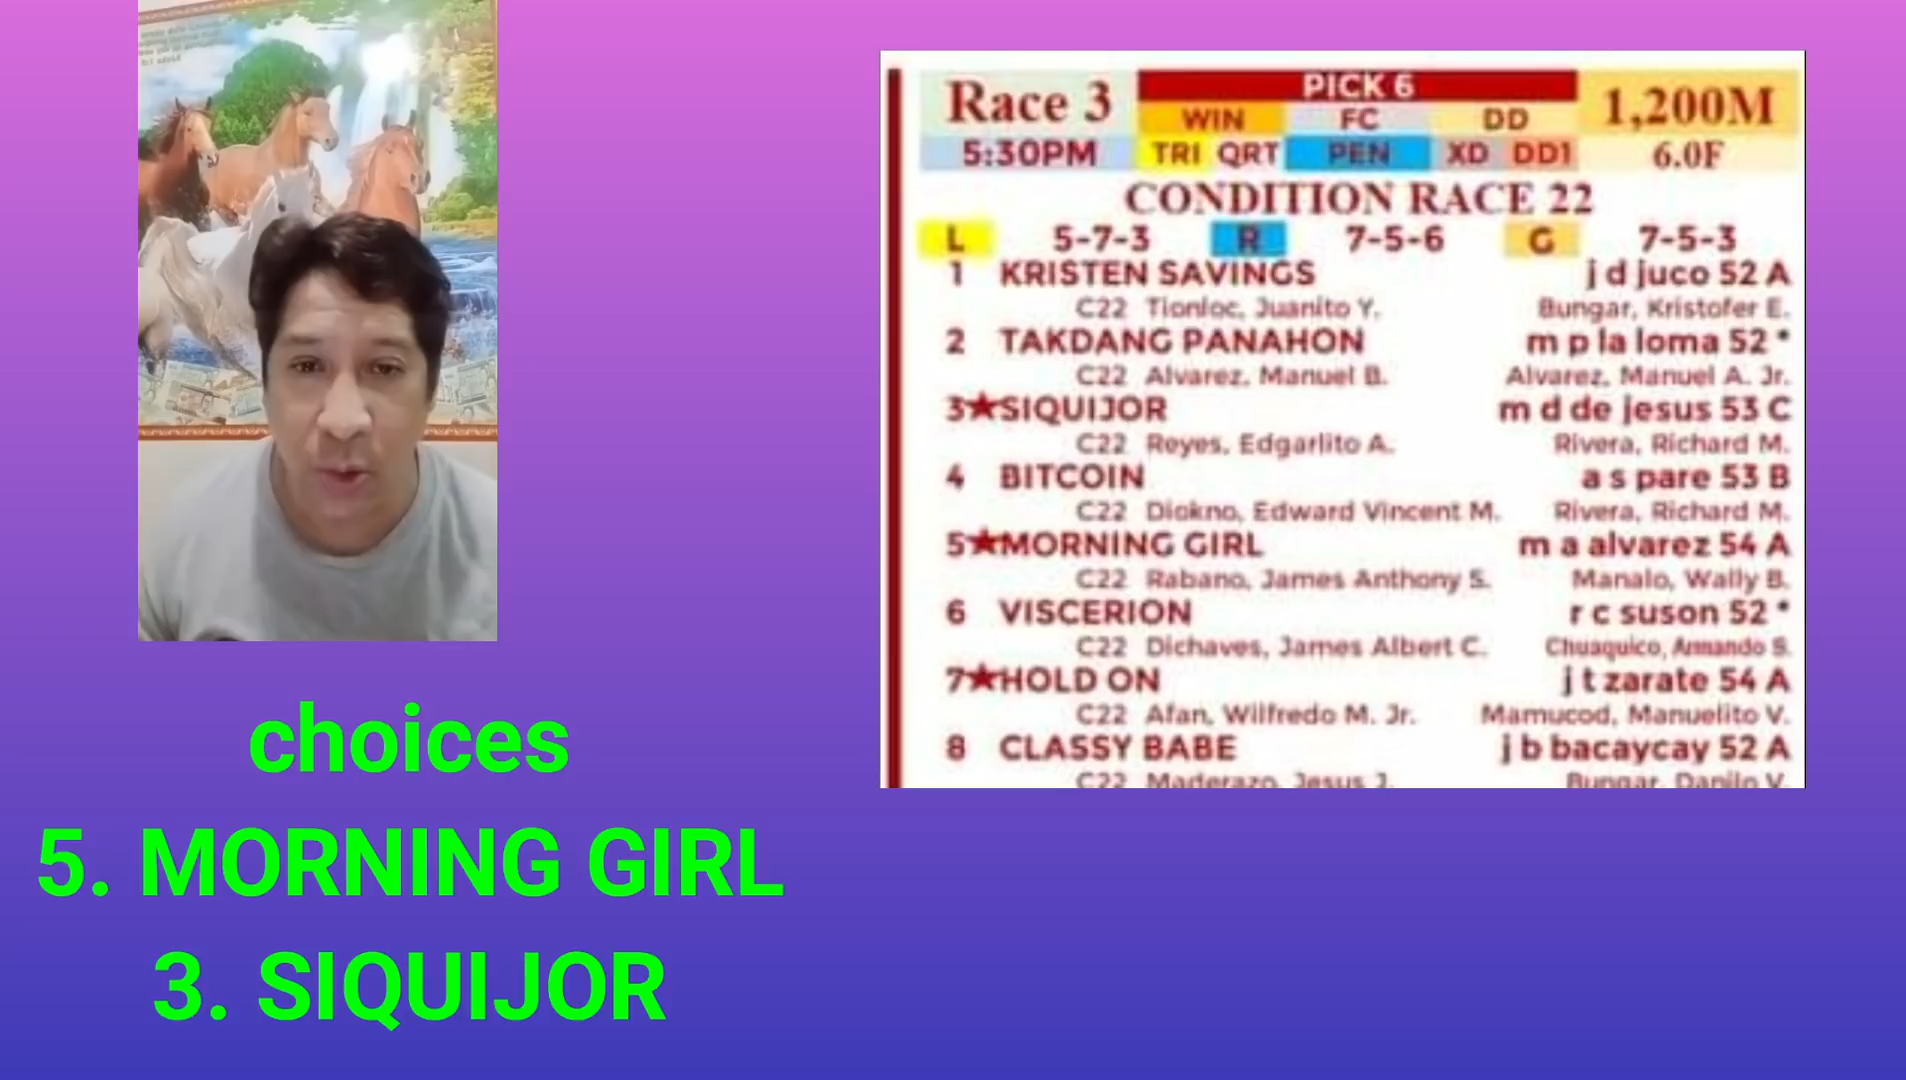 Race 3
PICK 6
1,200M
WIN FC DD
5:30PM
TRI QRT PEN XD DD1
6.0F
CONDITION RACE 22
L 5-7-3 R 7-5-6 G 7-5-3
1 KRISTEN SAVINGS j d juco 52 A
C22 Tionloc, Juanito Y. Bungar, Kristofer E.
2 TAKDANG PANAHON m p la loma 52 *
C22 Alvarez, Manuel B. Alvarez, Manuel A. Jr.
3★SIQUIJOR m d de jesus 53 C
C22 Reyes, Edgarlito A. Rivera, Richard M.
4 BITCOIN a s pare 53 B
C22 Diokno, Edward Vincent M. Rivera, Richard M.
5★MORNING GIRL m a alvarez 54 A
C22 Rabano, James Anthony S. Manalo, Wally B.
6 VISCERION r c suson 52 *
C22 Dichaves, James Albert C. Chuaquico, Armando S.
7★HOLD ON j t zarate 54 A
C22 Afan, Wilfredo M. Jr. Mamucod, Manuelito V.
8 CLASSY BABE j b bacaycay 52 A
C22 Maderazo, Jesus J. Bungar, Danilo V.
choices
5. MORNING GIRL
3. SIQUIJOR